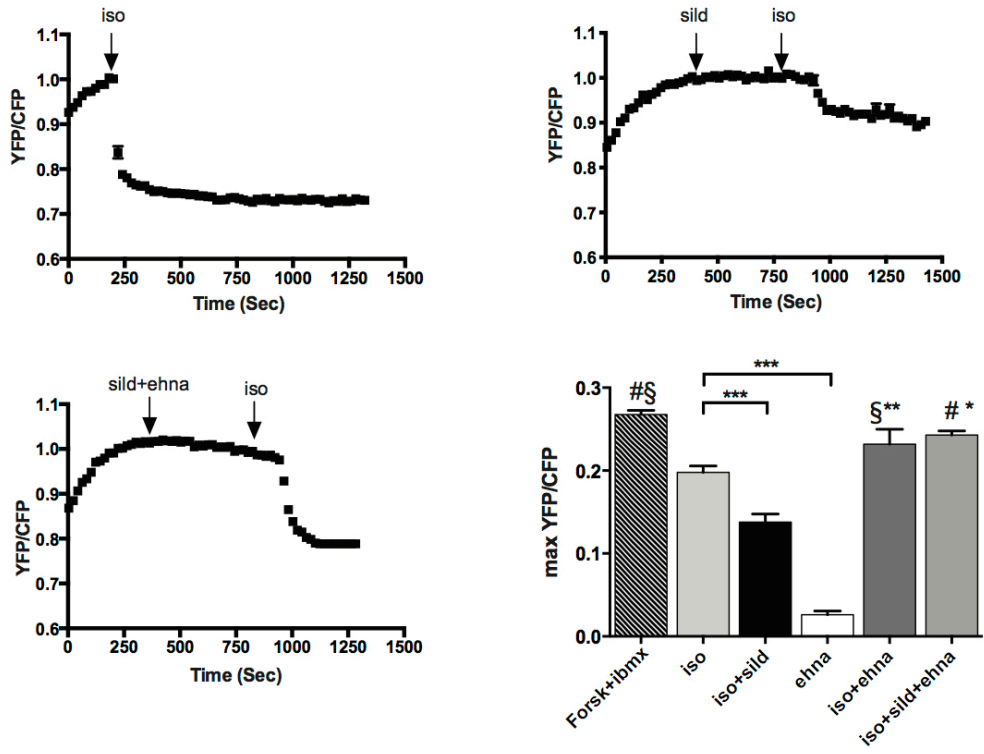 iso
YFP/CFP
1.1
1.0
0.9
0.8
0.7
0.6
0 250 500 750 1000 1250 1500
Time (Sec)
sild iso
YFP/CFP
1.1
1.0
0.9
0.8
0.7
0.6
0 250 500 750 1000 1250 1500
Time (Sec)
sild+ehna iso
YFP/CFP
1.1
1.0
0.9
0.8
0.7
0.6
0 250 500 750 1000 1250 1500
Time (Sec)
max YFP/CFP
0.3
0.2
0.1
0.0
#§
***
***
§**
# *
Forsk+ibmx
iso
iso+sild
ehna
iso+ehna
iso+sild+ehna